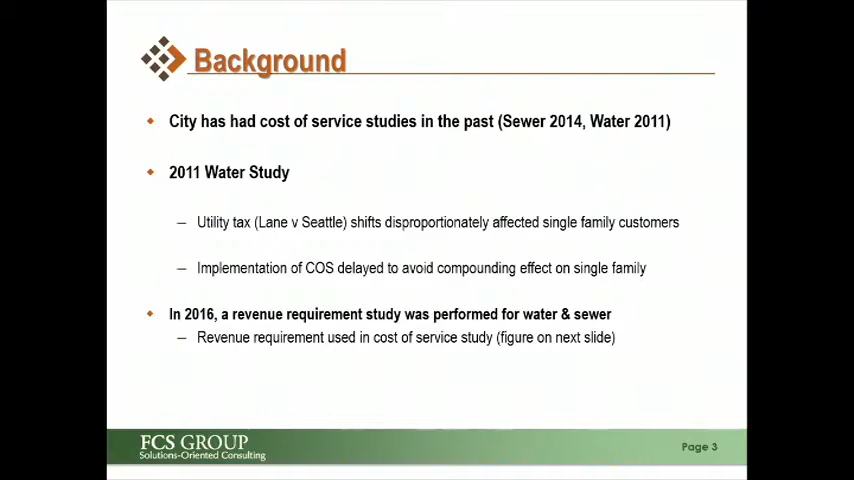 Background
City has had cost of service studies in the past (Sewer 2014, Water 2011)
2011 Water Study
– Utility tax (Lane v Seattle) shifts disproportionately affected single family customers
– Implementation of COS delayed to avoid compounding effect on single family
In 2016, a revenue requirement study was performed for water & sewer
– Revenue requirement used in cost of service study (figure on next slide)
FCS GROUP
Solutions-Oriented Consulting
Page 3